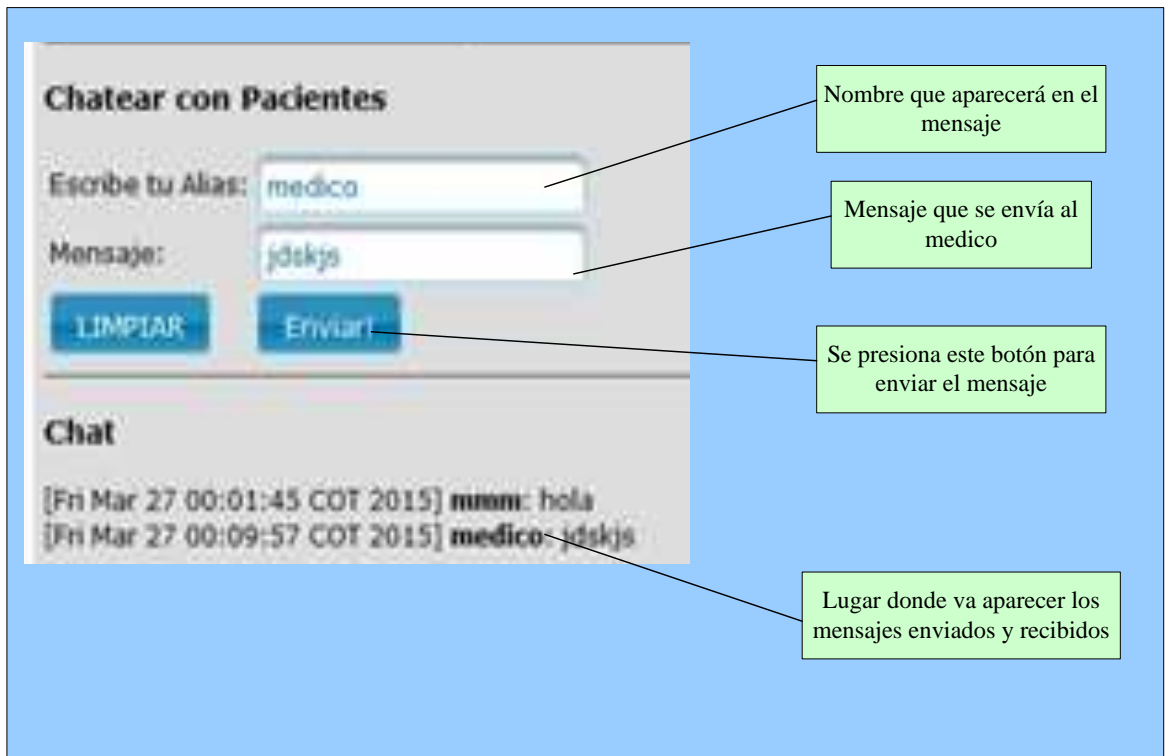 Chatear con Pacientes
Escribe tu Alias: medico
Mensaje: jdskjs
LIMPIAR Enviar!
Chat
[Fri Mar 27 00:01:45 COT 2015] mmm: hola
[Fri Mar 27 00:09:57 COT 2015] medico: jdskjs
Nombre que aparecerá en el
mensaje
Mensaje que se envía al
medico
Se presiona este botón para
enviar el mensaje
Lugar donde va aparecer los
mensajes enviados y recibidos